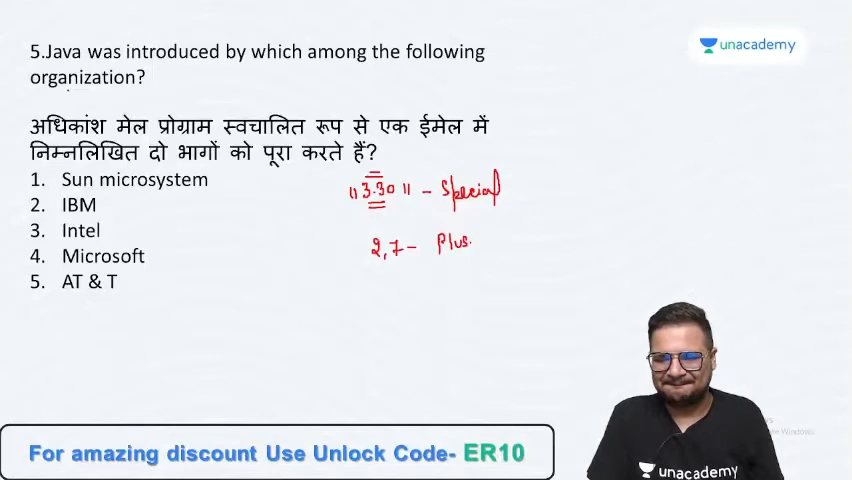 5.Java was introduced by which among the following
organization?
unacademy
अधिकांश मेल प्रोग्राम स्वचालित रूप से एक ईमेल में
निम्नलिखित दो भागों को पूरा करते हैं?
1. Sun microsystem
2. IBM
3. Intel
4. Microsoft
5. AT & T
"3.30" - Special
2,7- Plus.
For amazing discount Use Unlock Code- ER10
unacademy